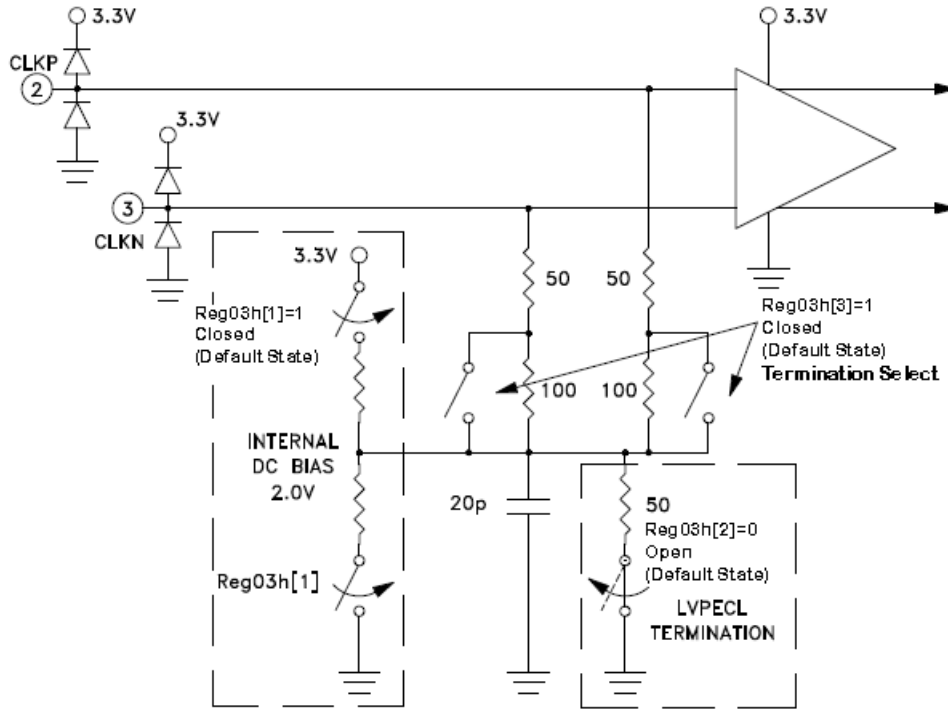 3.3V
3.3V
CLKP
2
3.3V
3
CLKN
3.3V
50
50
Reg03h[1]=1
Closed
(Default State)
Reg03h[3]=1
Closed
(Default State)
Termination Select
100
100
INTERNAL
DC BIAS
2.0V
20p
50
Reg03h[2]=0
Open
(Default State)
Reg03h[1]
LVPECL
TERMINATION